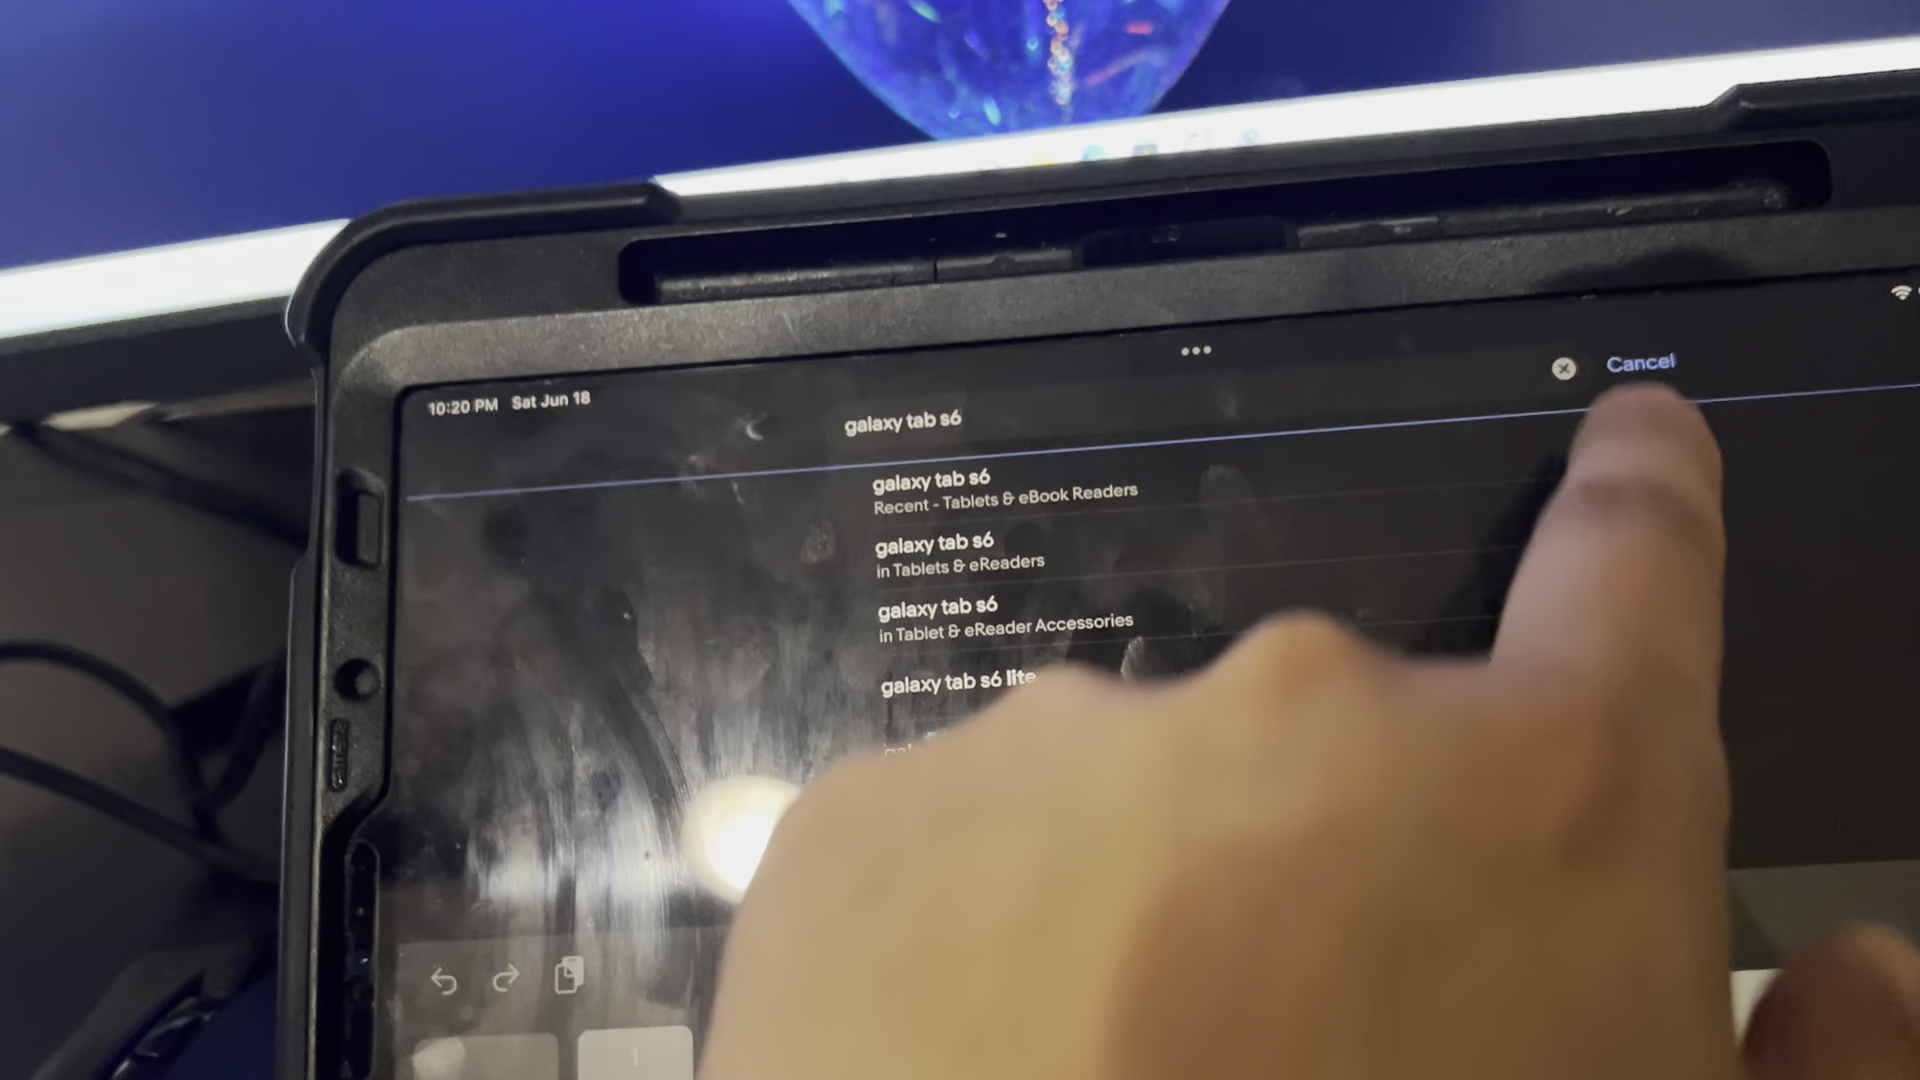 10:20 PM Sat Jun 18
Cancel
galaxy tab s6
galaxy tab s6
Recent - Tablets & eBook Readers
galaxy tab s6
in Tablets & eReaders
galaxy tab s6
in Tablet & eReader Accessories
galaxy tab s6 lite
1